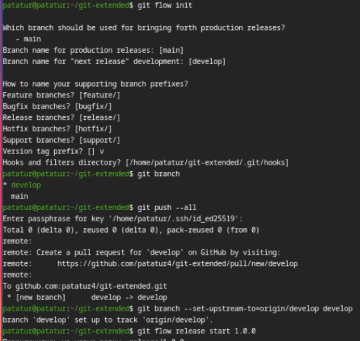 patatur@patatur:~/git-extended$ git flow init

Which branch should be used for bringing forth production releases?
   - main
Branch name for production releases: [main]
Branch name for "next release" development: [develop]

How to name your supporting branch prefixes?
Feature branches? [feature/]
Bugfix branches? [bugfix/]
Release branches? [release/]
Hotfix branches? [hotfix/]
Support branches? [support/]
Version tag prefix? [] v
Hooks and filters directory? [/home/patatur/git-extended/.git/hooks]
patatur@patatur:~/git-extended$ git branch
* develop
  main
patatur@patatur:~/git-extended$ git push --all
Enter passphrase for key '/home/patatur/.ssh/id_ed25519':
Total 0 (delta 0), reused 0 (delta 0), pack-reused 0 (from 0)
remote:
remote: Create a pull request for 'develop' on GitHub by visiting:
remote:      https://github.com/patatur4/git-extended/pull/new/develop
remote:
To github.com:patatur4/git-extended.git
 * [new branch]      develop -> develop
patatur@patatur:~/git-extended$ git branch --set-upstream-to=origin/develop develop
branch 'develop' set up to track 'origin/develop'.
patatur@patatur:~/git-extended$ git flow release start 1.0.0